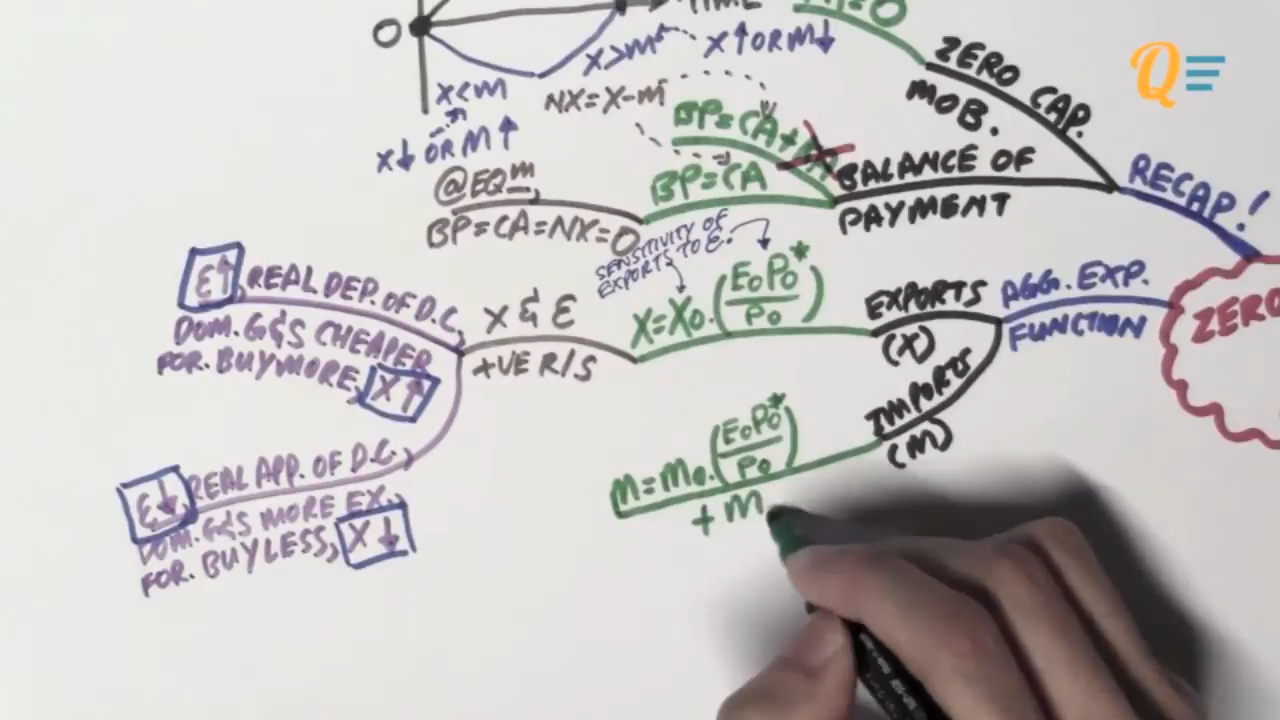 TIME
O
=0
X>M
X↑ OR M↓
X<M
X↓ OR M↑
NX=X-M
ZERO CAP.
MOB.
BP=CA+KA
BP=CA
@EQM
BP=CA=NX=0
BALANCE OF
PAYMENT
RECAP!
SENSITIVITY OF
EXPORTS TO Ɛ.
Ɛ↑ REAL DEP. OF D.C.,
DOM. G&S CHEAPER
FOR. BUY MORE, X↑
X & Ɛ
+VE R/S
X=X0.(E0P0*/P0)
EXPORTS
(X)
AGG. EXP.
FUNCTION
ZERO
IMPORTS
(M)
M=M0.(E0P0*/P0)
+ M
Ɛ↓ REAL APP. OF D.C.,
DOM. G&S MORE EX.,
FOR. BUY LESS, X↓
Q